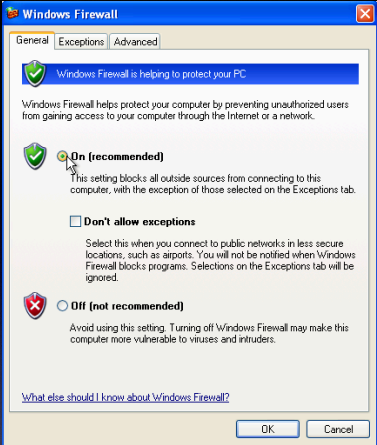 Windows Firewall
General Exceptions Advanced
Windows Firewall is helping to protect your PC
Windows Firewall helps protect your computer by preventing unauthorized users
from gaining access to your computer through the Internet or a network.
On (recommended)
This setting blocks all outside sources from connecting to this
computer, with the exception of those selected on the Exceptions tab.
Don't allow exceptions
Select this when you connect to public networks in less secure
locations, such as airports. You will not be notified when Windows
Firewall blocks programs. Selections on the Exceptions tab will be
ignored.
Off (not recommended)
Avoid using this setting. Turning off Windows Firewall may make this
computer more vulnerable to viruses and intruders.
What else should I know about Windows Firewall?
OK Cancel